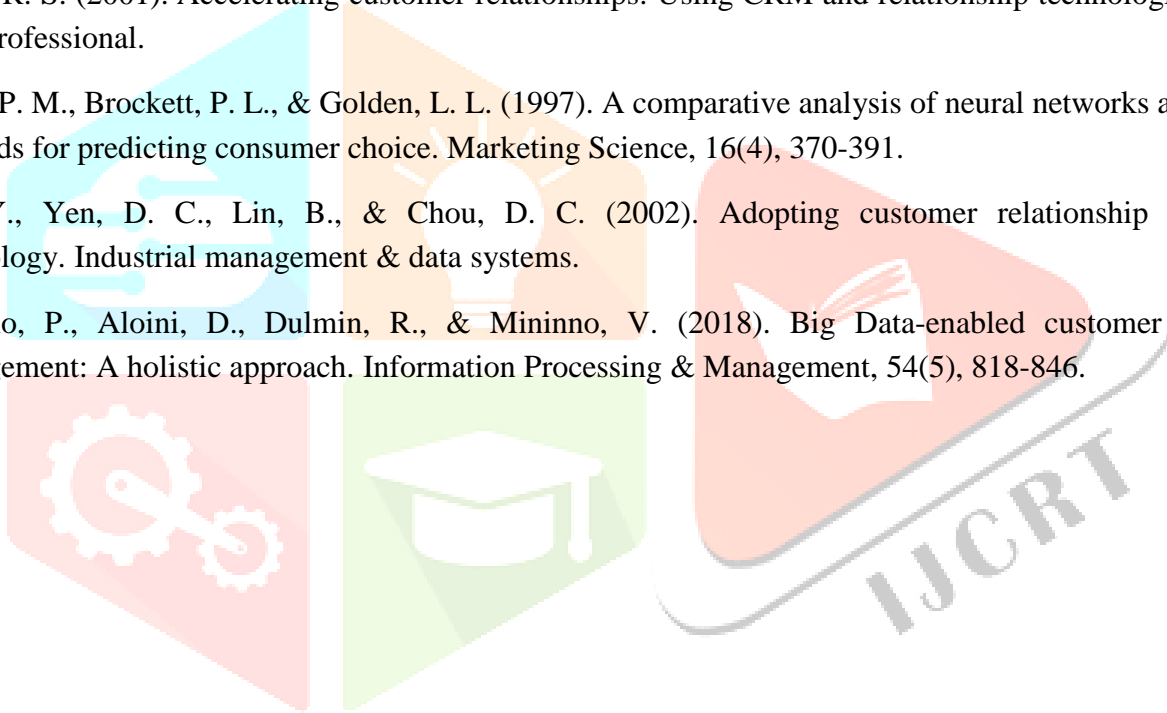 R. S. (2001). Accelerating customer relationships: Using CRM and relationship
rofessional.
P. M., Brockett, P. L., & Golden, L. L. (1997). A comparative analysis of neural networks a
ds for predicting consumer choice. Marketing Science, 16(4), 370-391.
Y., Yen, D. C., Lin, B., & Chou, D. C. (2002). Adopting customer relationship
ology. Industrial management & data systems.
o, P., Aloini, D., Dulmin, R., & Mininno, V. (2018). Big Data-enabled customer
gement: A holistic approach. Information Processing & Management, 54(5), 818-846.
IJCRT